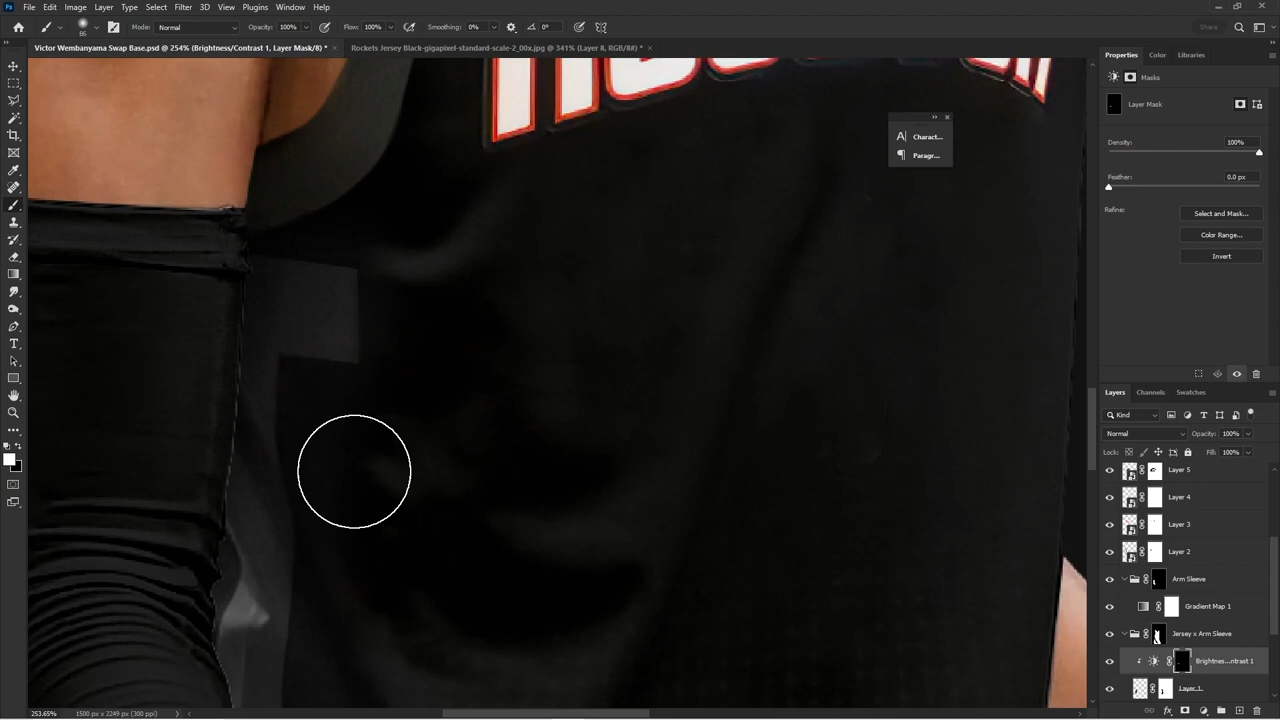 Ps File Edit Image Layer Type Select Filter 3D View Plugins Window Help
66 Mode: Normal Opacity: 100% Flow: 100% Smoothing: 0% 0° Share
Victor Wembanyama Swap Base.psd @ 254% (Brightness/Contrast 1, Layer Mask/8) * ×
Rockets Jersey Black-gigapixel-standard-scale-2_00x.jpg @ 341% (Layer 8, RGB/8#) * ×
Charact...
Paragr...
Properties Color Libraries
Masks
Layer Mask
Density: 100%
Feather: 0.0 px
Refine: Select and Mask...
Color Range...
Invert
Layers Channels Swatches
Kind
Normal Opacity: 100%
Lock: Fill: 100%
Layer 5
Layer 4
Layer 3
Layer 2
Arm Sleeve
Gradient Map 1
Jersey x Arm Sleeve
Brightnes...ntrast 1
Layer 1
253.65% 1500 px x 2249 px (300 ppi)